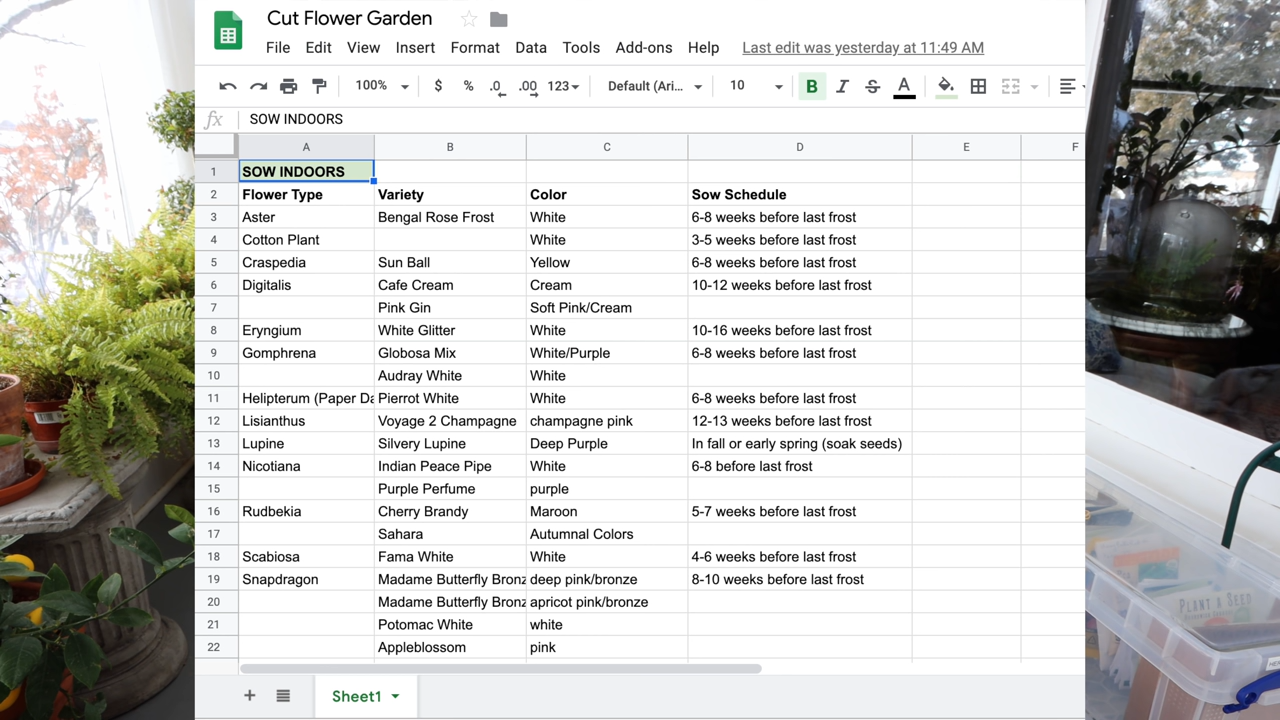 Cut Flower Garden
File Edit View Insert Format Data Tools Add-ons Help Last edit was yesterday at 11:49 AM
100% $ % .0 .00 123 Default (Ari... 10 B I S A
fx SOW INDOORS
A B C D E F
1 SOW INDOORS
2 Flower Type Variety Color Sow Schedule
3 Aster Bengal Rose Frost White 6-8 weeks before last frost
4 Cotton Plant White 3-5 weeks before last frost
5 Craspedia Sun Ball Yellow 6-8 weeks before last frost
6 Digitalis Cafe Cream Cream 10-12 weeks before last frost
7 Pink Gin Soft Pink/Cream
8 Eryngium White Glitter White 10-16 weeks before last frost
9 Gomphrena Globosa Mix White/Purple 6-8 weeks before last frost
10 Audray White White
11 Helipterum (Paper Da Pierrot White White 6-8 weeks before last frost
12 Lisianthus Voyage 2 Champagne champagne pink 12-13 weeks before last frost
13 Lupine Silvery Lupine Deep Purple In fall or early spring (soak seeds)
14 Nicotiana Indian Peace Pipe White 6-8 before last frost
15 Purple Perfume purple
16 Rudbekia Cherry Brandy Maroon 5-7 weeks before last frost
17 Sahara Autumnal Colors
18 Scabiosa Fama White White 4-6 weeks before last frost
19 Snapdragon Madame Butterfly Bronz deep pink/bronze 8-10 weeks before last frost
20 Madame Butterfly Bronz apricot pink/bronze
21 Potomac White white
22 Appleblossom pink
Sheet1
PLANT A SEED